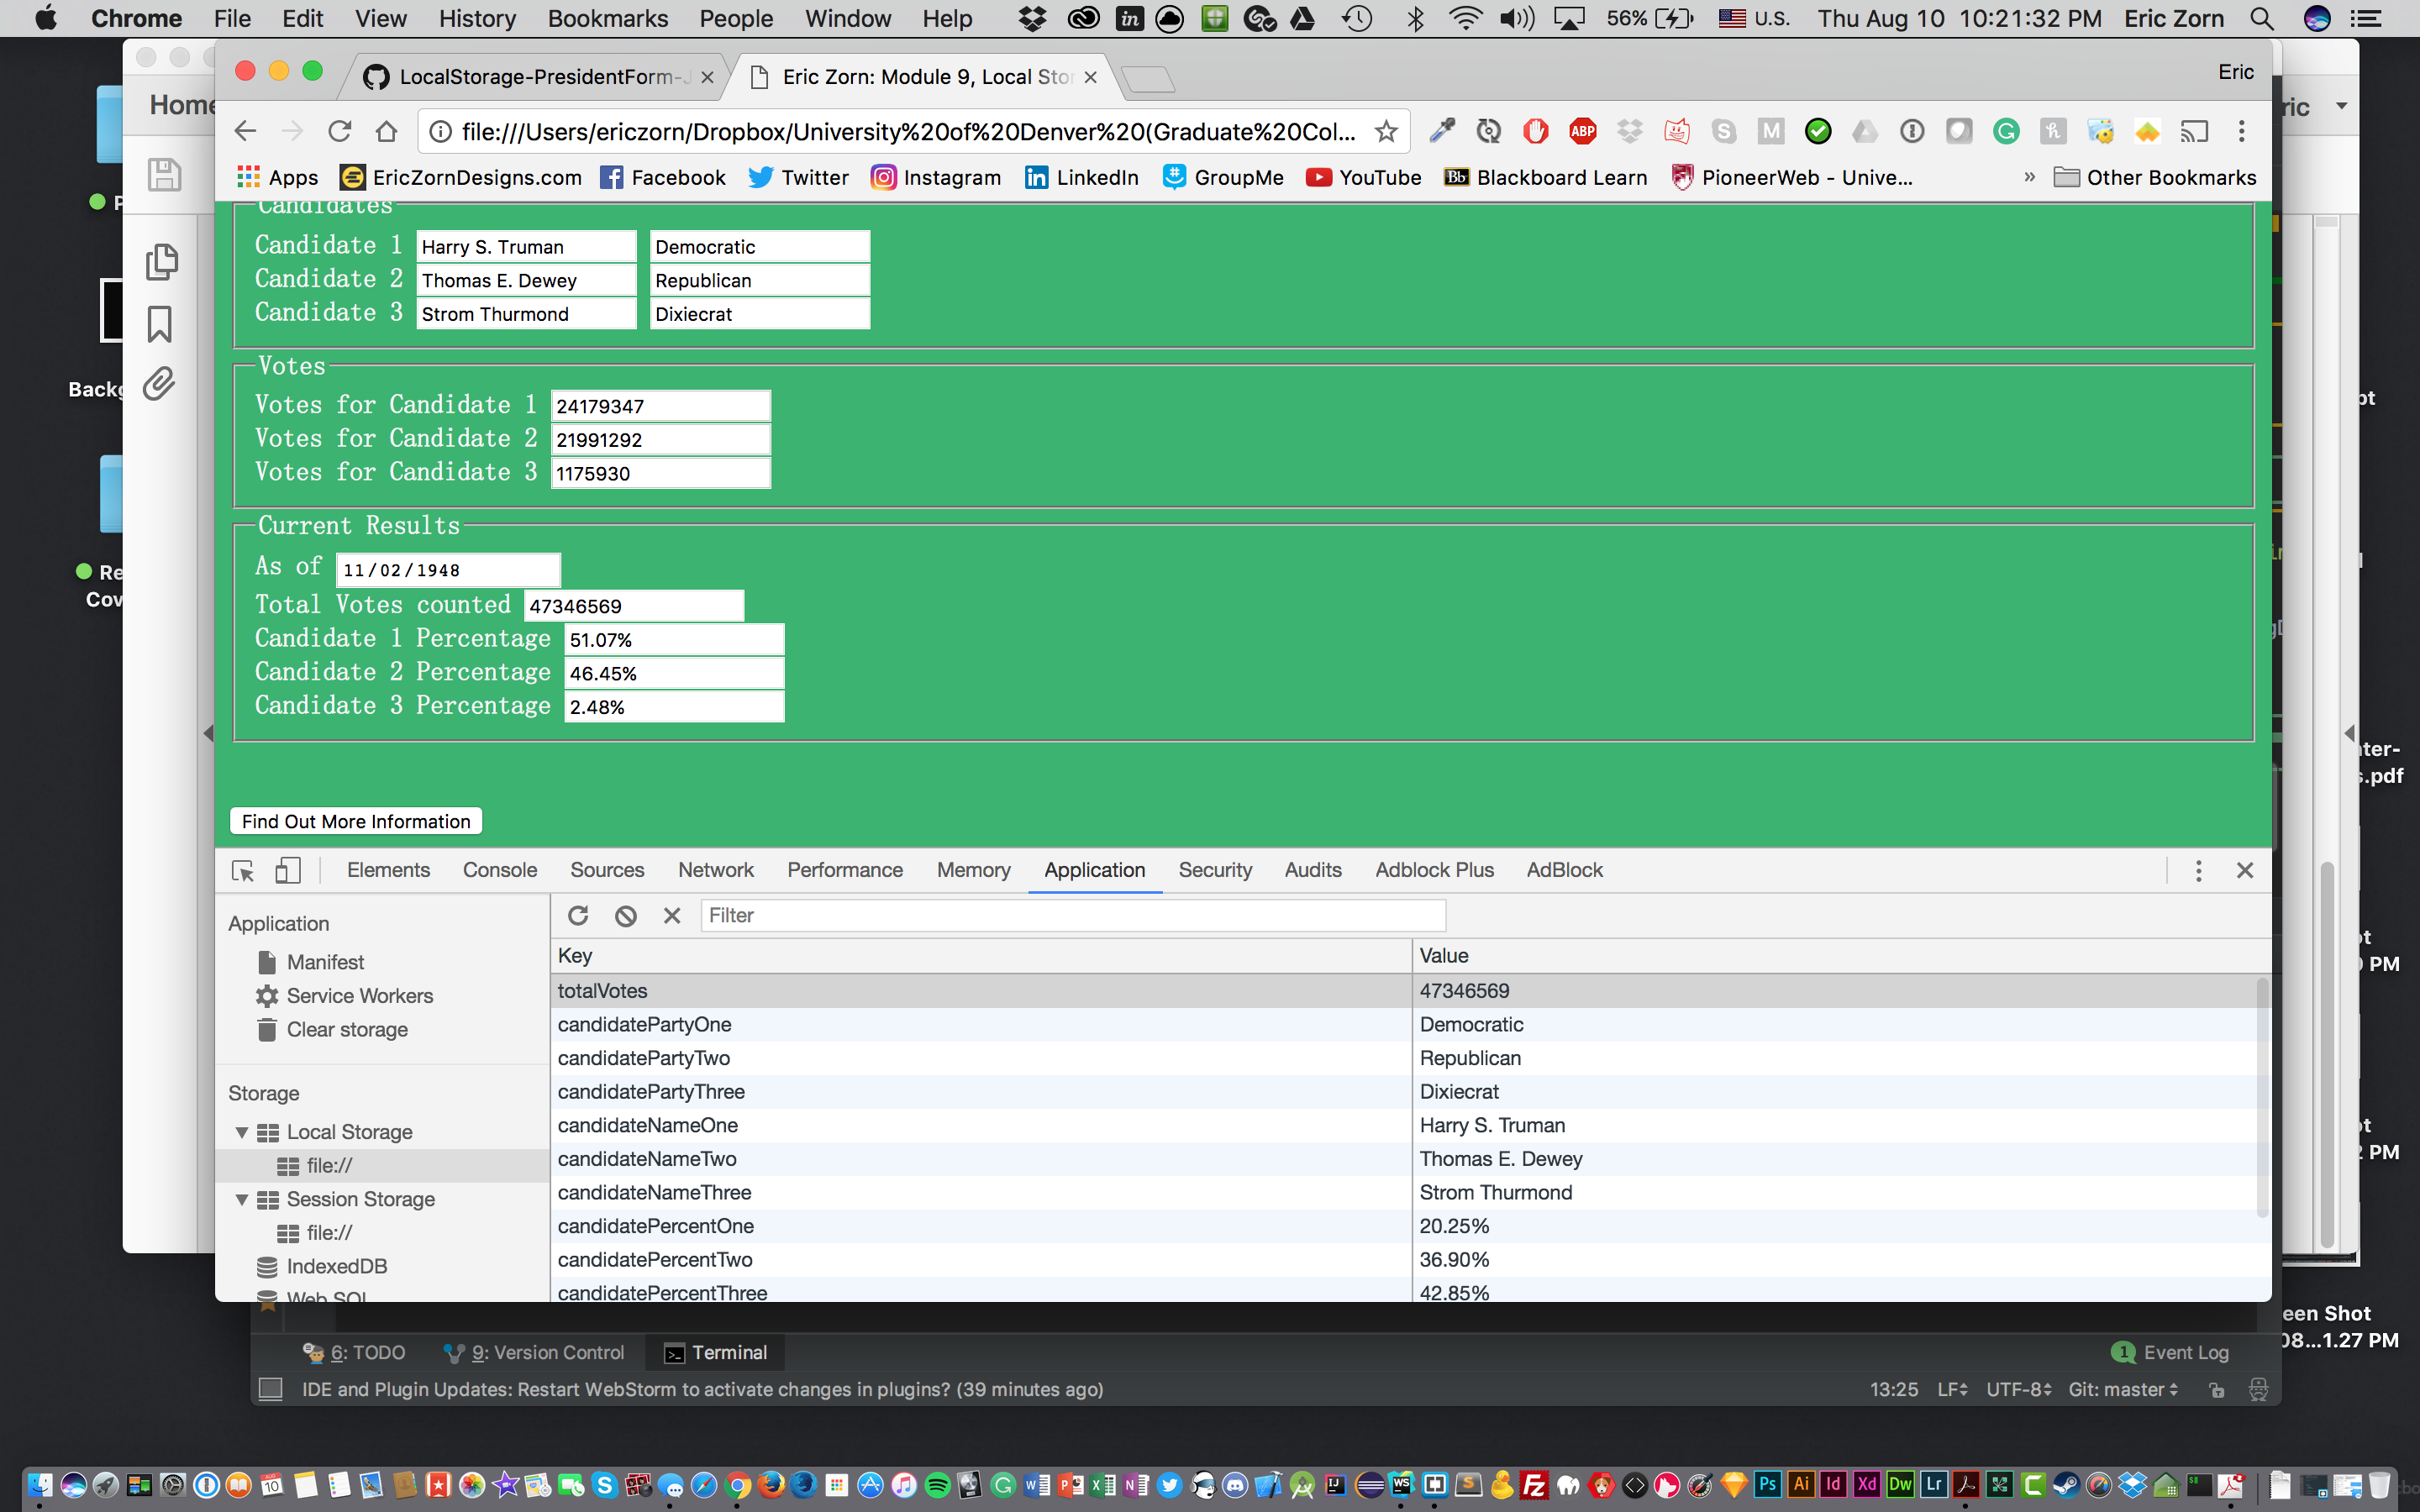 Chrome File Edit View History Bookmarks People Window Help 56% U.S. Thu Aug 10 10:21:32 PM Eric Zorn
LocalStorage-PresidentForm-J Eric Zorn: Module 9, Local Stor Eric
Home ric
file:///Users/ericzorn/Dropbox/University%20of%20Denver%20(Graduate%20Col... ABP
Apps EricZornDesigns.com Facebook Twitter Instagram LinkedIn GroupMe YouTube Blackboard Learn PioneerWeb - Unive... » Other Bookmarks
Candidates
Candidate 1 Harry S. Truman Democratic
Candidate 2 Thomas E. Dewey Republican
Candidate 3 Strom Thurmond Dixiecrat
Votes
Backg
Votes for Candidate 1 24179347
Votes for Candidate 2 21991292
Votes for Candidate 3 1175930
Current Results
As of 11/02/1948
Re
Cov
Total Votes counted 47346569
Candidate 1 Percentage 51.07%
Candidate 2 Percentage 46.45%
Candidate 3 Percentage 2.48%
nter-
s.pdf
Find Out More Information
Elements Console Sources Network Performance Memory Application Security Audits Adblock Plus AdBlock
Filter
Application
Manifest
Service Workers
Clear storage
Storage
Local Storage
file://
Session Storage
file://
IndexedDB
Web SQL
Key Value
totalVotes 47346569
candidatePartyOne Democratic
candidatePartyTwo Republican
candidatePartyThree Dixiecrat
candidateNameOne Harry S. Truman
candidateNameTwo Thomas E. Dewey
candidateNameThree Strom Thurmond
candidatePercentOne 20.25%
candidatePercentTwo 36.90%
candidatePercentThree 42.85%
een Shot
08...1.27 PM
6: TODO 9: Version Control Terminal 1 Event Log
IDE and Plugin Updates: Restart WebStorm to activate changes in plugins? (39 minutes ago) 13:25 LF UTF-8 Git: master
Ps Ai Id Xd Dw Lr